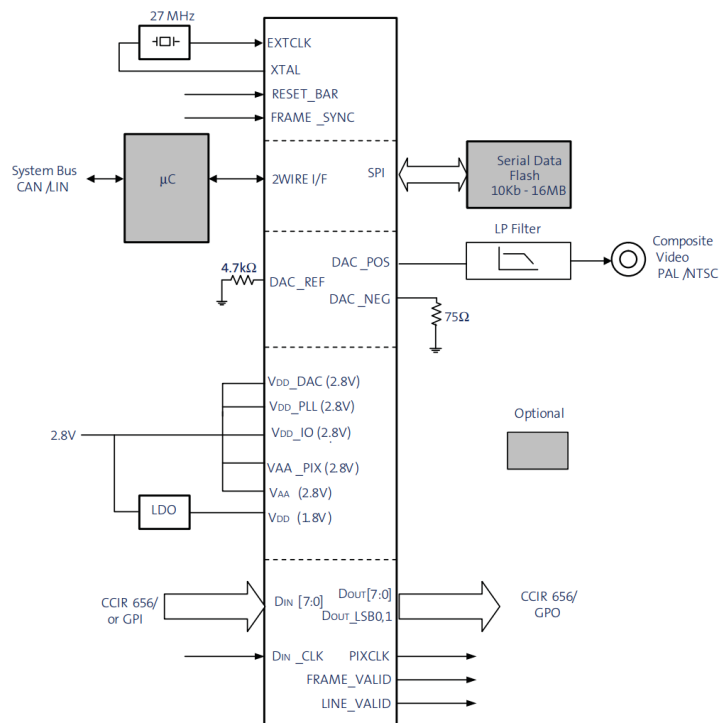 27 MHz
EXTCLK
XTAL
RESET_BAR
FRAME _SYNC
System Bus
CAN /LIN
µC
2WIRE I/F
SPI
Serial Data
Flash
10Kb - 16MB
LP Filter
Composite
Video
PAL /NTSC
4.7kΩ
DAC_REF
DAC_POS
DAC_NEG
75Ω
2.8V
VDD_DAC (2.8V)
VDD_PLL (2.8V)
VDD_IO (2.8V)
VAA _PIX (2.8V)
VAA (2.8V)
VDD (1.8V)
LDO
Optional
CCIR 656/
or GPI
DIN [7:0]
DOUT[7:0]
DOUT_LSB0,1
CCIR 656/
GPO
DIN _CLK
PIXCLK
FRAME_VALID
LINE_VALID